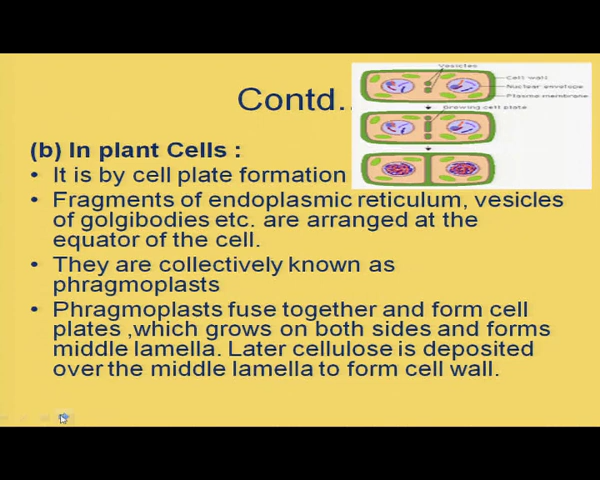 Vesicles
Cell wall
Nuclear envelope
Plasma membrane
Growing cell plate
Contd..
(b) In plant Cells :
• It is by cell plate formation
• Fragments of endoplasmic reticulum, vesicles
of golgibodies etc. are arranged at the
equator of the cell.
• They are collectively known as
phragmoplasts
• Phragmoplasts fuse together and form cell
plates ,which grows on both sides and forms
middle lamella. Later cellulose is deposited
over the middle lamella to form cell wall.